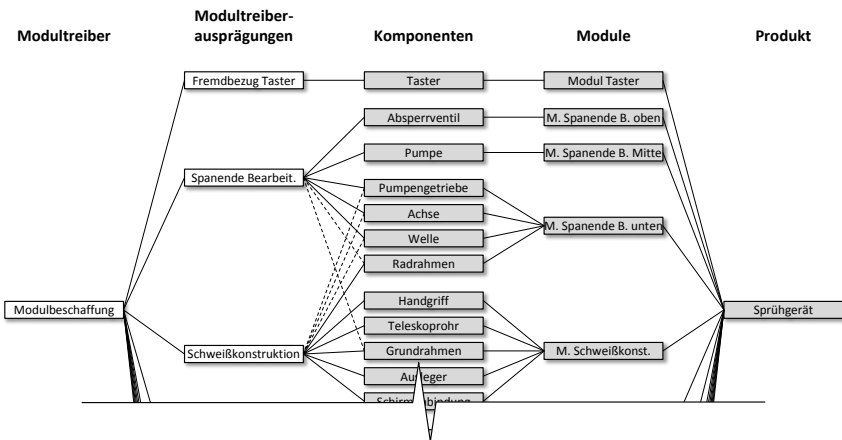 Modultreiber
Modultreiber-
ausprägungen
Komponenten
Module
Produkt
Fremdbezug Taster
Taster
Modul Taster
Absperrventil
M. Spanende B. oben
Pumpe
M. Spanende B. Mitte
Spanende Bearbeit.
Pumpengetriebe
Achse
M. Spanende B. unten
Welle
Radrahmen
Modulbeschaffung
Handgriff
Sprühgerät
Teleskoprohr
Schweißkonstruktion
Grundrahmen
M. Schweißkonst.
Ausleger